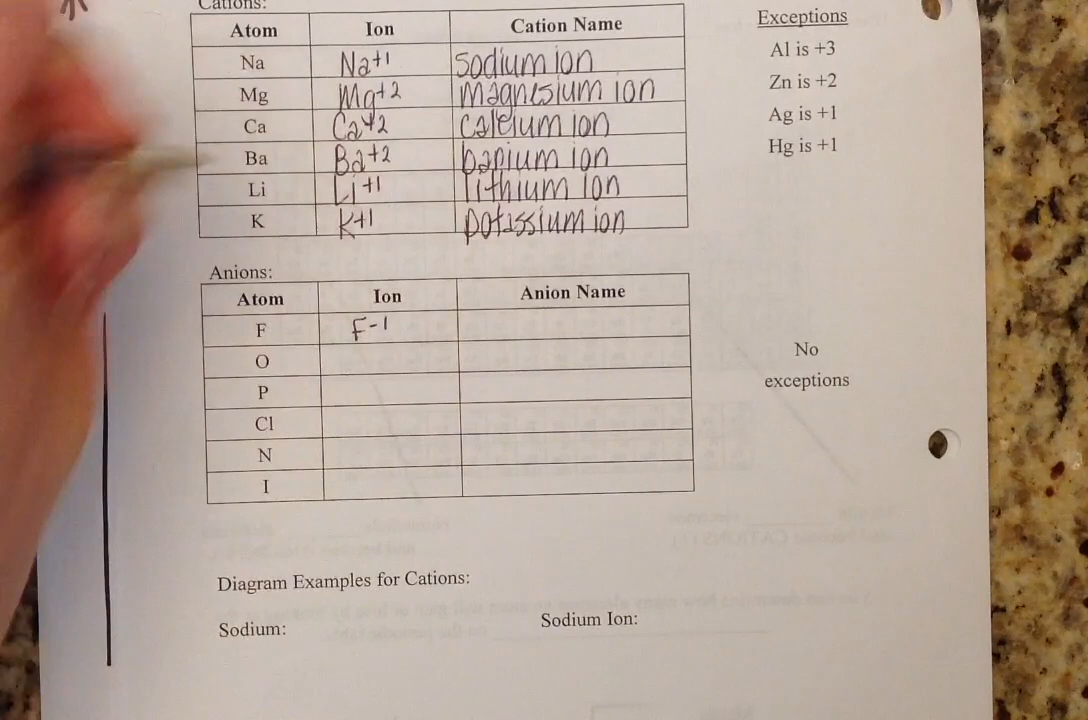 Cations:
Atom Ion Cation Name
Na Na+1 sodium ion
Mg Mg+2 magnesium ion
Ca Ca+2 calcium ion
Ba Ba+2 barium ion
Li Li+1 lithium ion
K K+1 potassium ion
Exceptions
Al is +3
Zn is +2
Ag is +1
Hg is +1
Anions:
Atom Ion Anion Name
F F-1
O
P
Cl
N
I
No
exceptions
Diagram Examples for Cations:
Sodium: Sodium Ion: